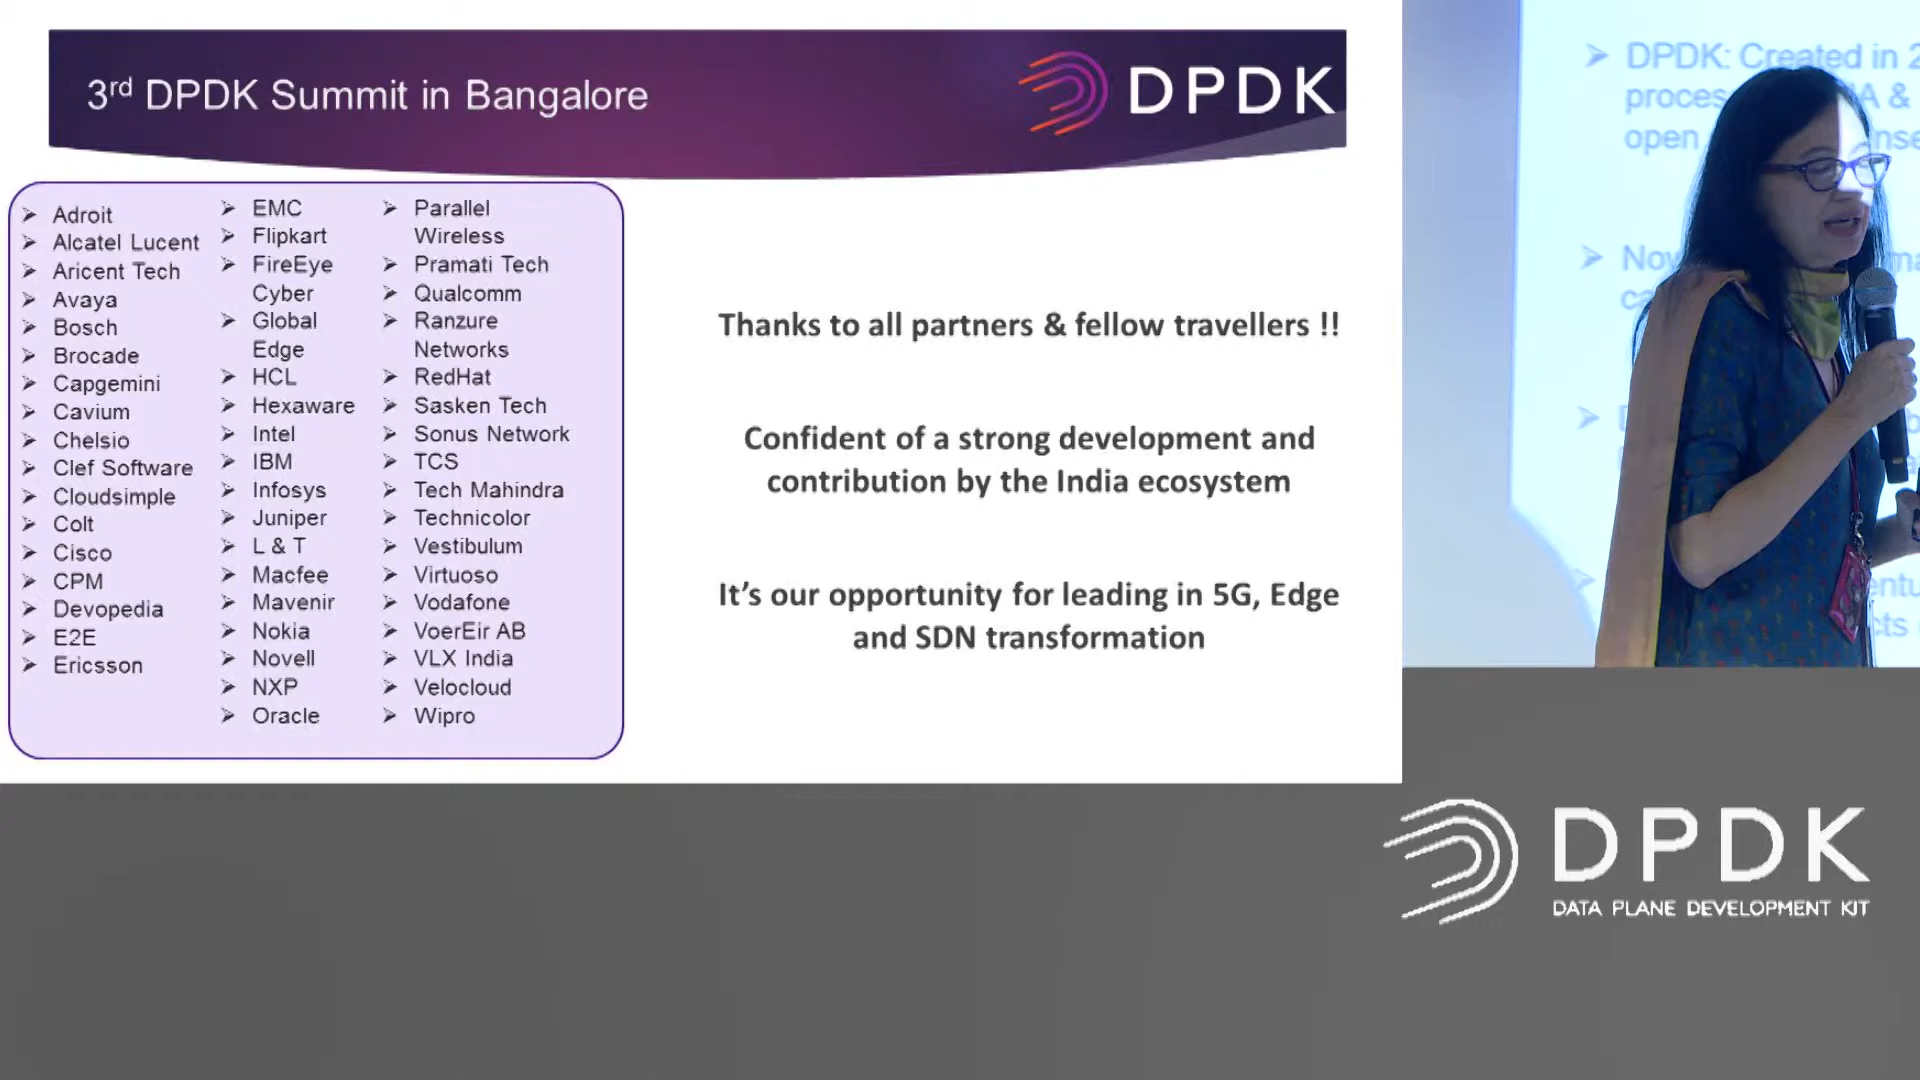 3rd DPDK Summit in Bangalore
DPDK
Adroit
Alcatel Lucent
Aricent Tech
Avaya
Bosch
Brocade
Capgemini
Cavium
Chelsio
Clef Software
Cloudsimple
Colt
Cisco
CPM
Devopedia
E2E
Ericsson
EMC
Flipkart
FireEye
Cyber
Global
Edge
HCL
Hexaware
Intel
IBM
Infosys
Juniper
L & T
Macfee
Mavenir
Nokia
Novell
NXP
Oracle
Parallel
Wireless
Pramati Tech
Qualcomm
Ranzure
Networks
RedHat
Sasken Tech
Sonus Network
TCS
Tech Mahindra
Technicolor
Vestibulum
Virtuoso
Vodafone
VoerEir AB
VLX India
Velocloud
Wipro
Thanks to all partners & fellow travellers !!
Confident of a strong development and
contribution by the India ecosystem
It's our opportunity for leading in 5G, Edge
and SDN transformation
DPDK: Created in
&
open
DPDK
DATA PLANE DEVELOPMENT KIT